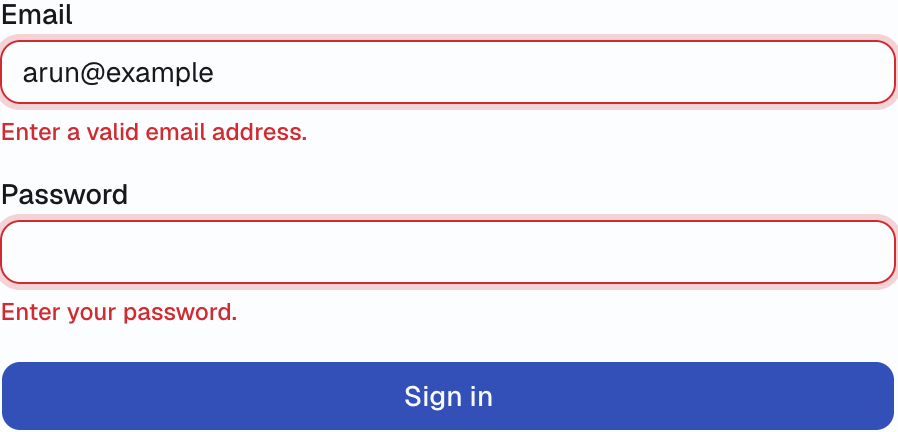 Email
arun@example
Enter a valid email address.
Password
Enter your password.
Sign in